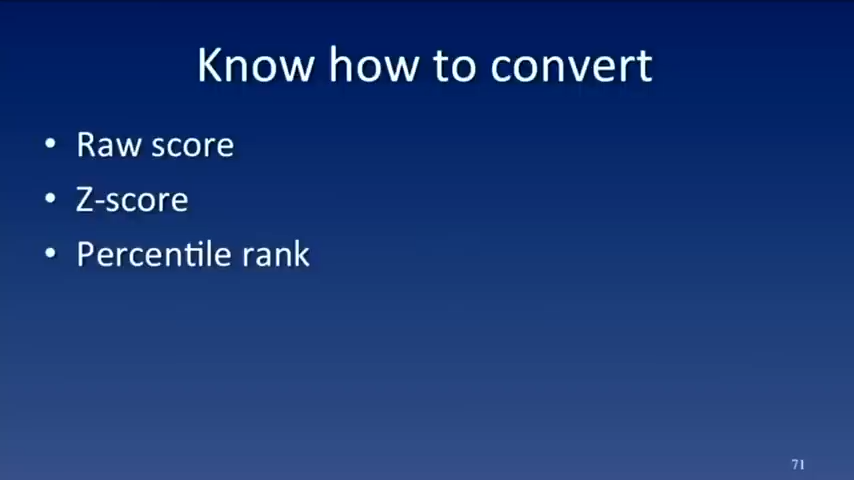 Know how to convert
• Raw score
• Z-score
• Percentile rank
71